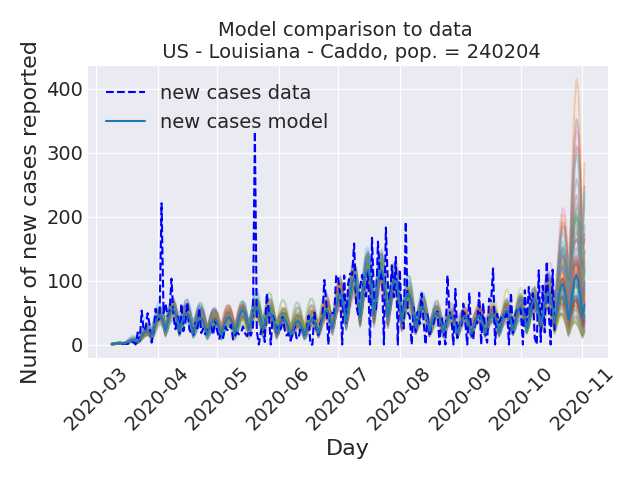 Model comparison to data
US - Louisiana - Caddo, pop. = 240204
Number of new cases reported
400
300
200
100
0
new cases data
new cases model
2020-03
2020-04
2020-05
2020-06
2020-07
2020-08
2020-09
2020-10
2020-11
Day